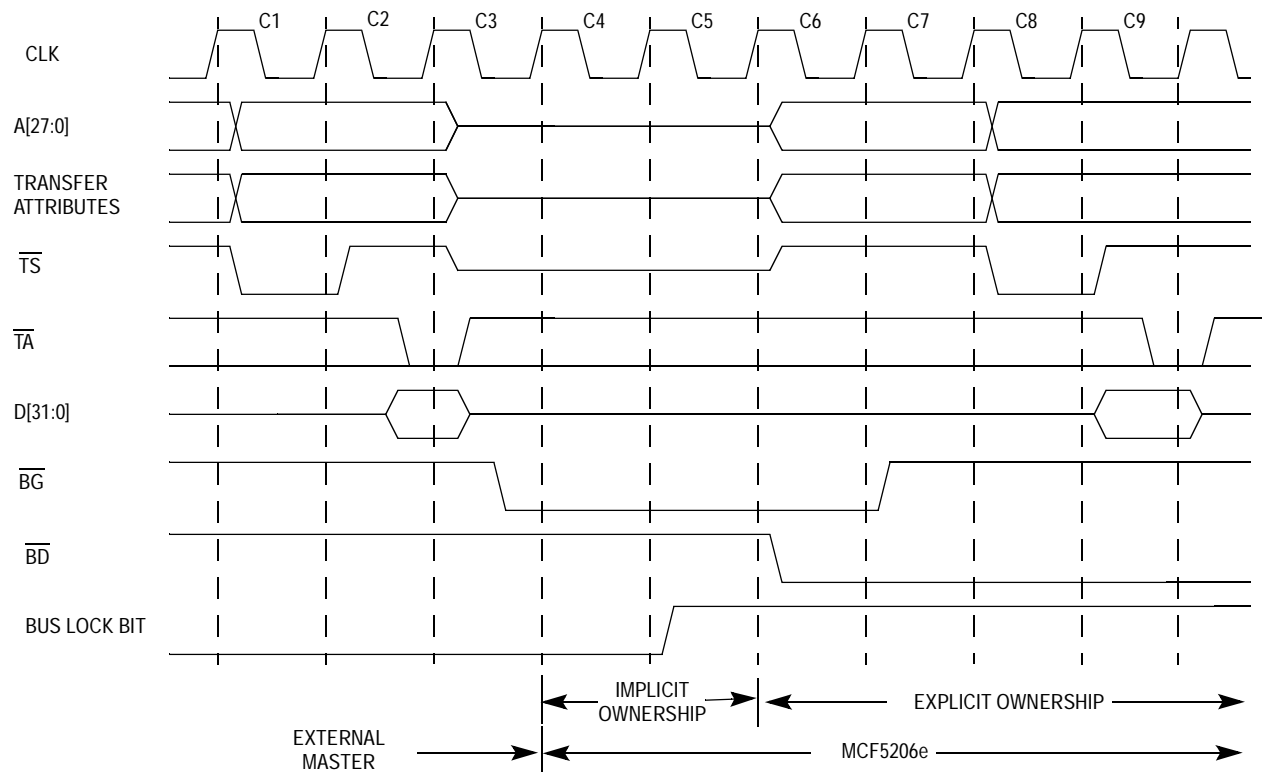 C1 C2 C3 C4 C5 C6 C7 C8 C9
CLK
A[27:0]
TRANSFER
ATTRIBUTES
TS
TA
D[31:0]
BG
BD
BUS LOCK BIT
IMPLICIT
OWNERSHIP
EXPLICIT OWNERSHIP
EXTERNAL
MASTER
MCF5206e